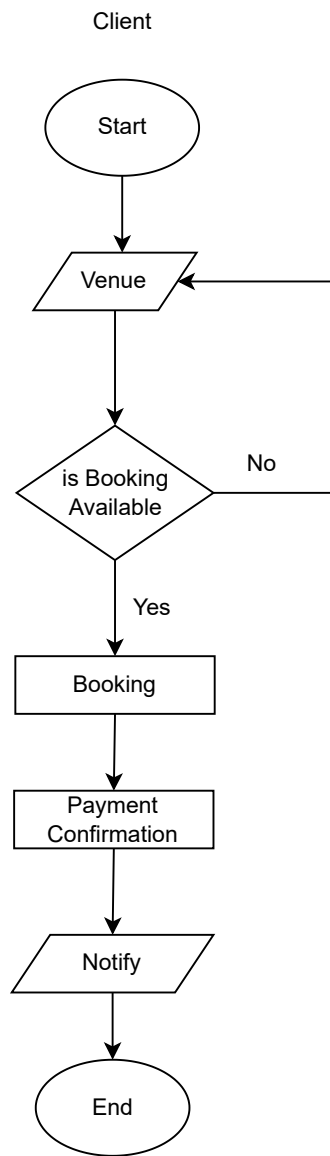 Client
Start
Venue
is Booking
Available
No
Yes
Booking
Payment
Confirmation
Notify
End